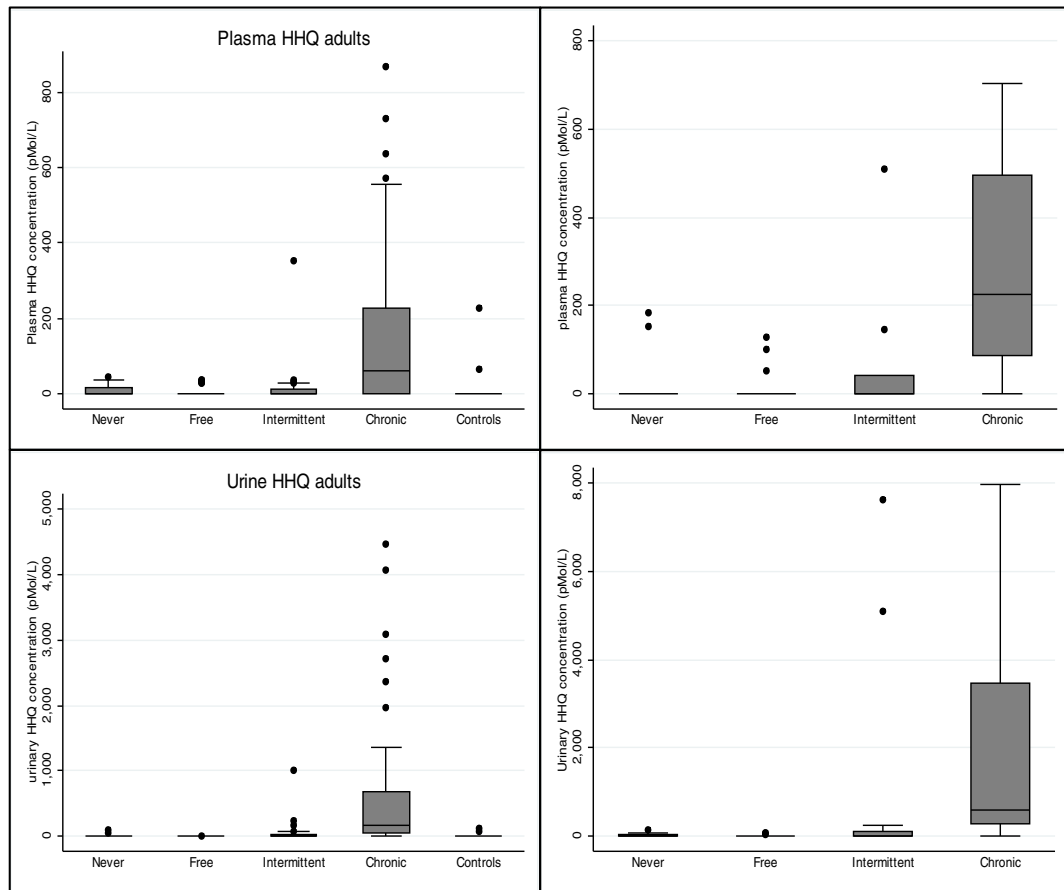 Plasma HHQ adults
Plasma HHQ concentration (pMol/L)
800
600
400
200
0
Never Free Intermittent Chronic Controls
plasma HHQ concentration (pMol/L)
800
600
400
200
0
Never Free Intermittent Chronic
Urine HHQ adults
urinary HHQ concentration (pMol/L)
5,000
4,000
3,000
2,000
1,000
0
Never Free Intermittent Chronic Controls
Urinary HHQ concentration (pMol/L)
8,000
6,000
4,000
2,000
0
Never Free Intermittent Chronic